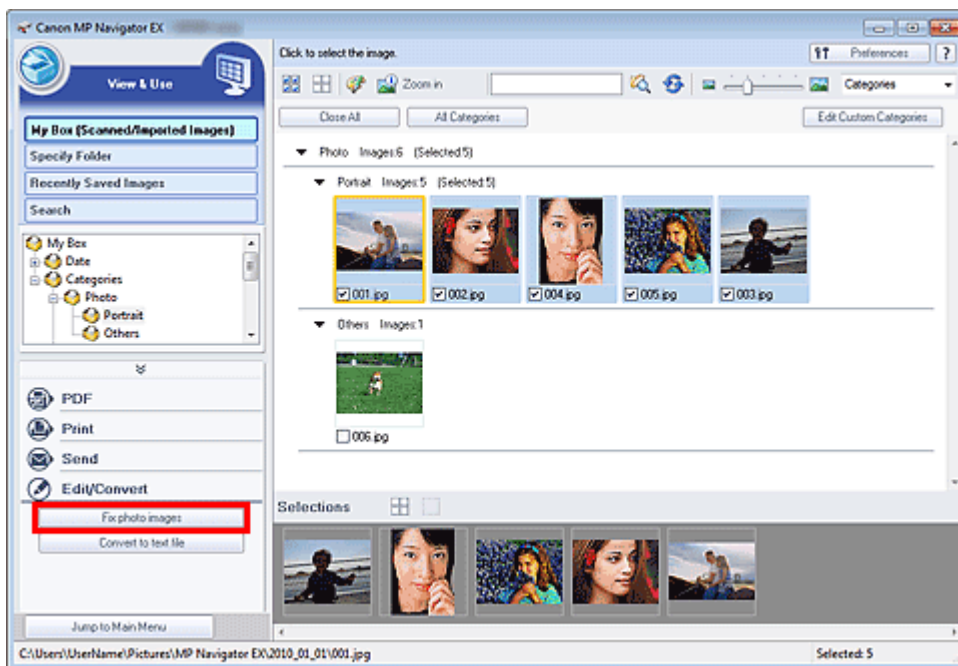 Canon MP Navigator EX
View & Use
My Box (Scanned/Imported Images)
Specify Folder
Recently Saved Images
Search
My Box
Date
Categories
Photo
Portrait
Others
PDF
Print
Send
Edit/Convert
Fix photo images
Convert to text file
Jump to Main Menu
Click to select the image.
Preferences ?
Zoom in
Categories
Close All All Categories Edit Custom Categories
Photo Images:6 (Selected:5)
Portrait Images:5 (Selected:5)
001.jpg 002.jpg 004.jpg 005.jpg 003.jpg
Others Images:1
006.jpg
Selections
C:\Users\UserName\Pictures\MP Navigator EX\2010_01_01\001.jpg Selected: 5